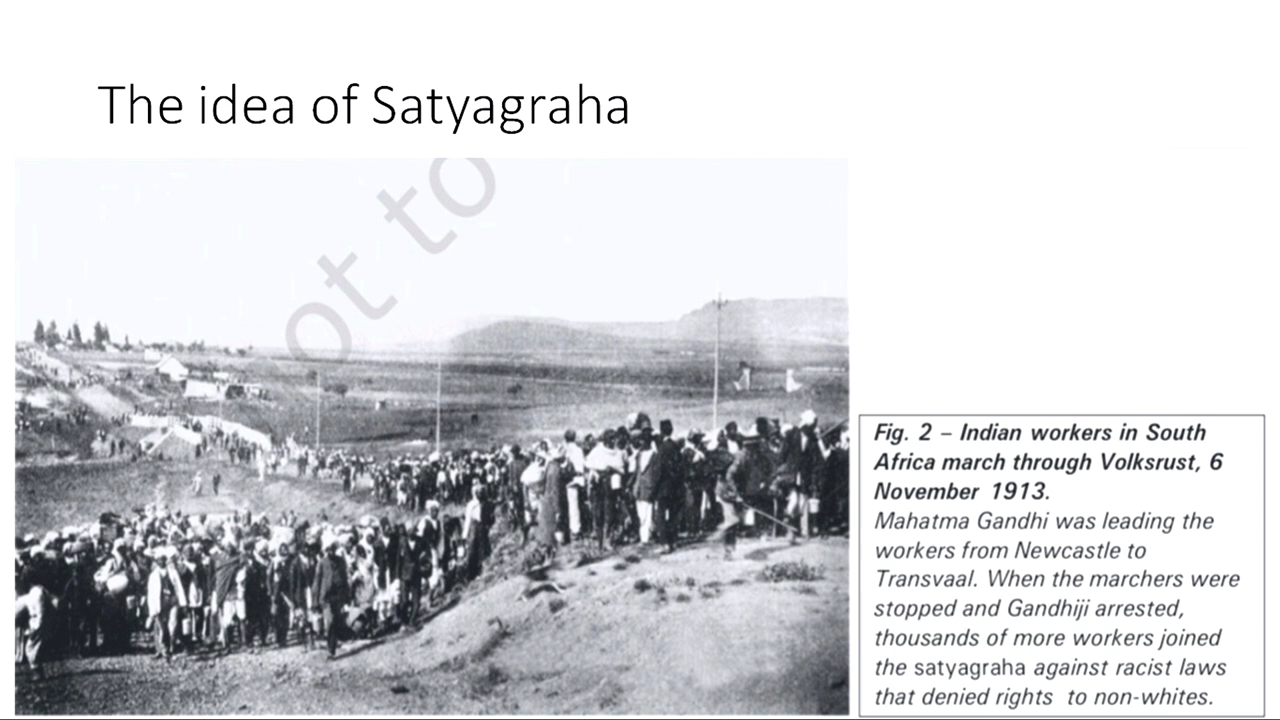 The idea of Satyagraha
ot to
Fig. 2 – Indian workers in South
Africa march through Volksrust, 6
November 1913.
Mahatma Gandhi was leading the
workers from Newcastle to
Transvaal. When the marchers were
stopped and Gandhiji arrested,
thousands of more workers joined
the satyagraha against racist laws
that denied rights to non-whites.